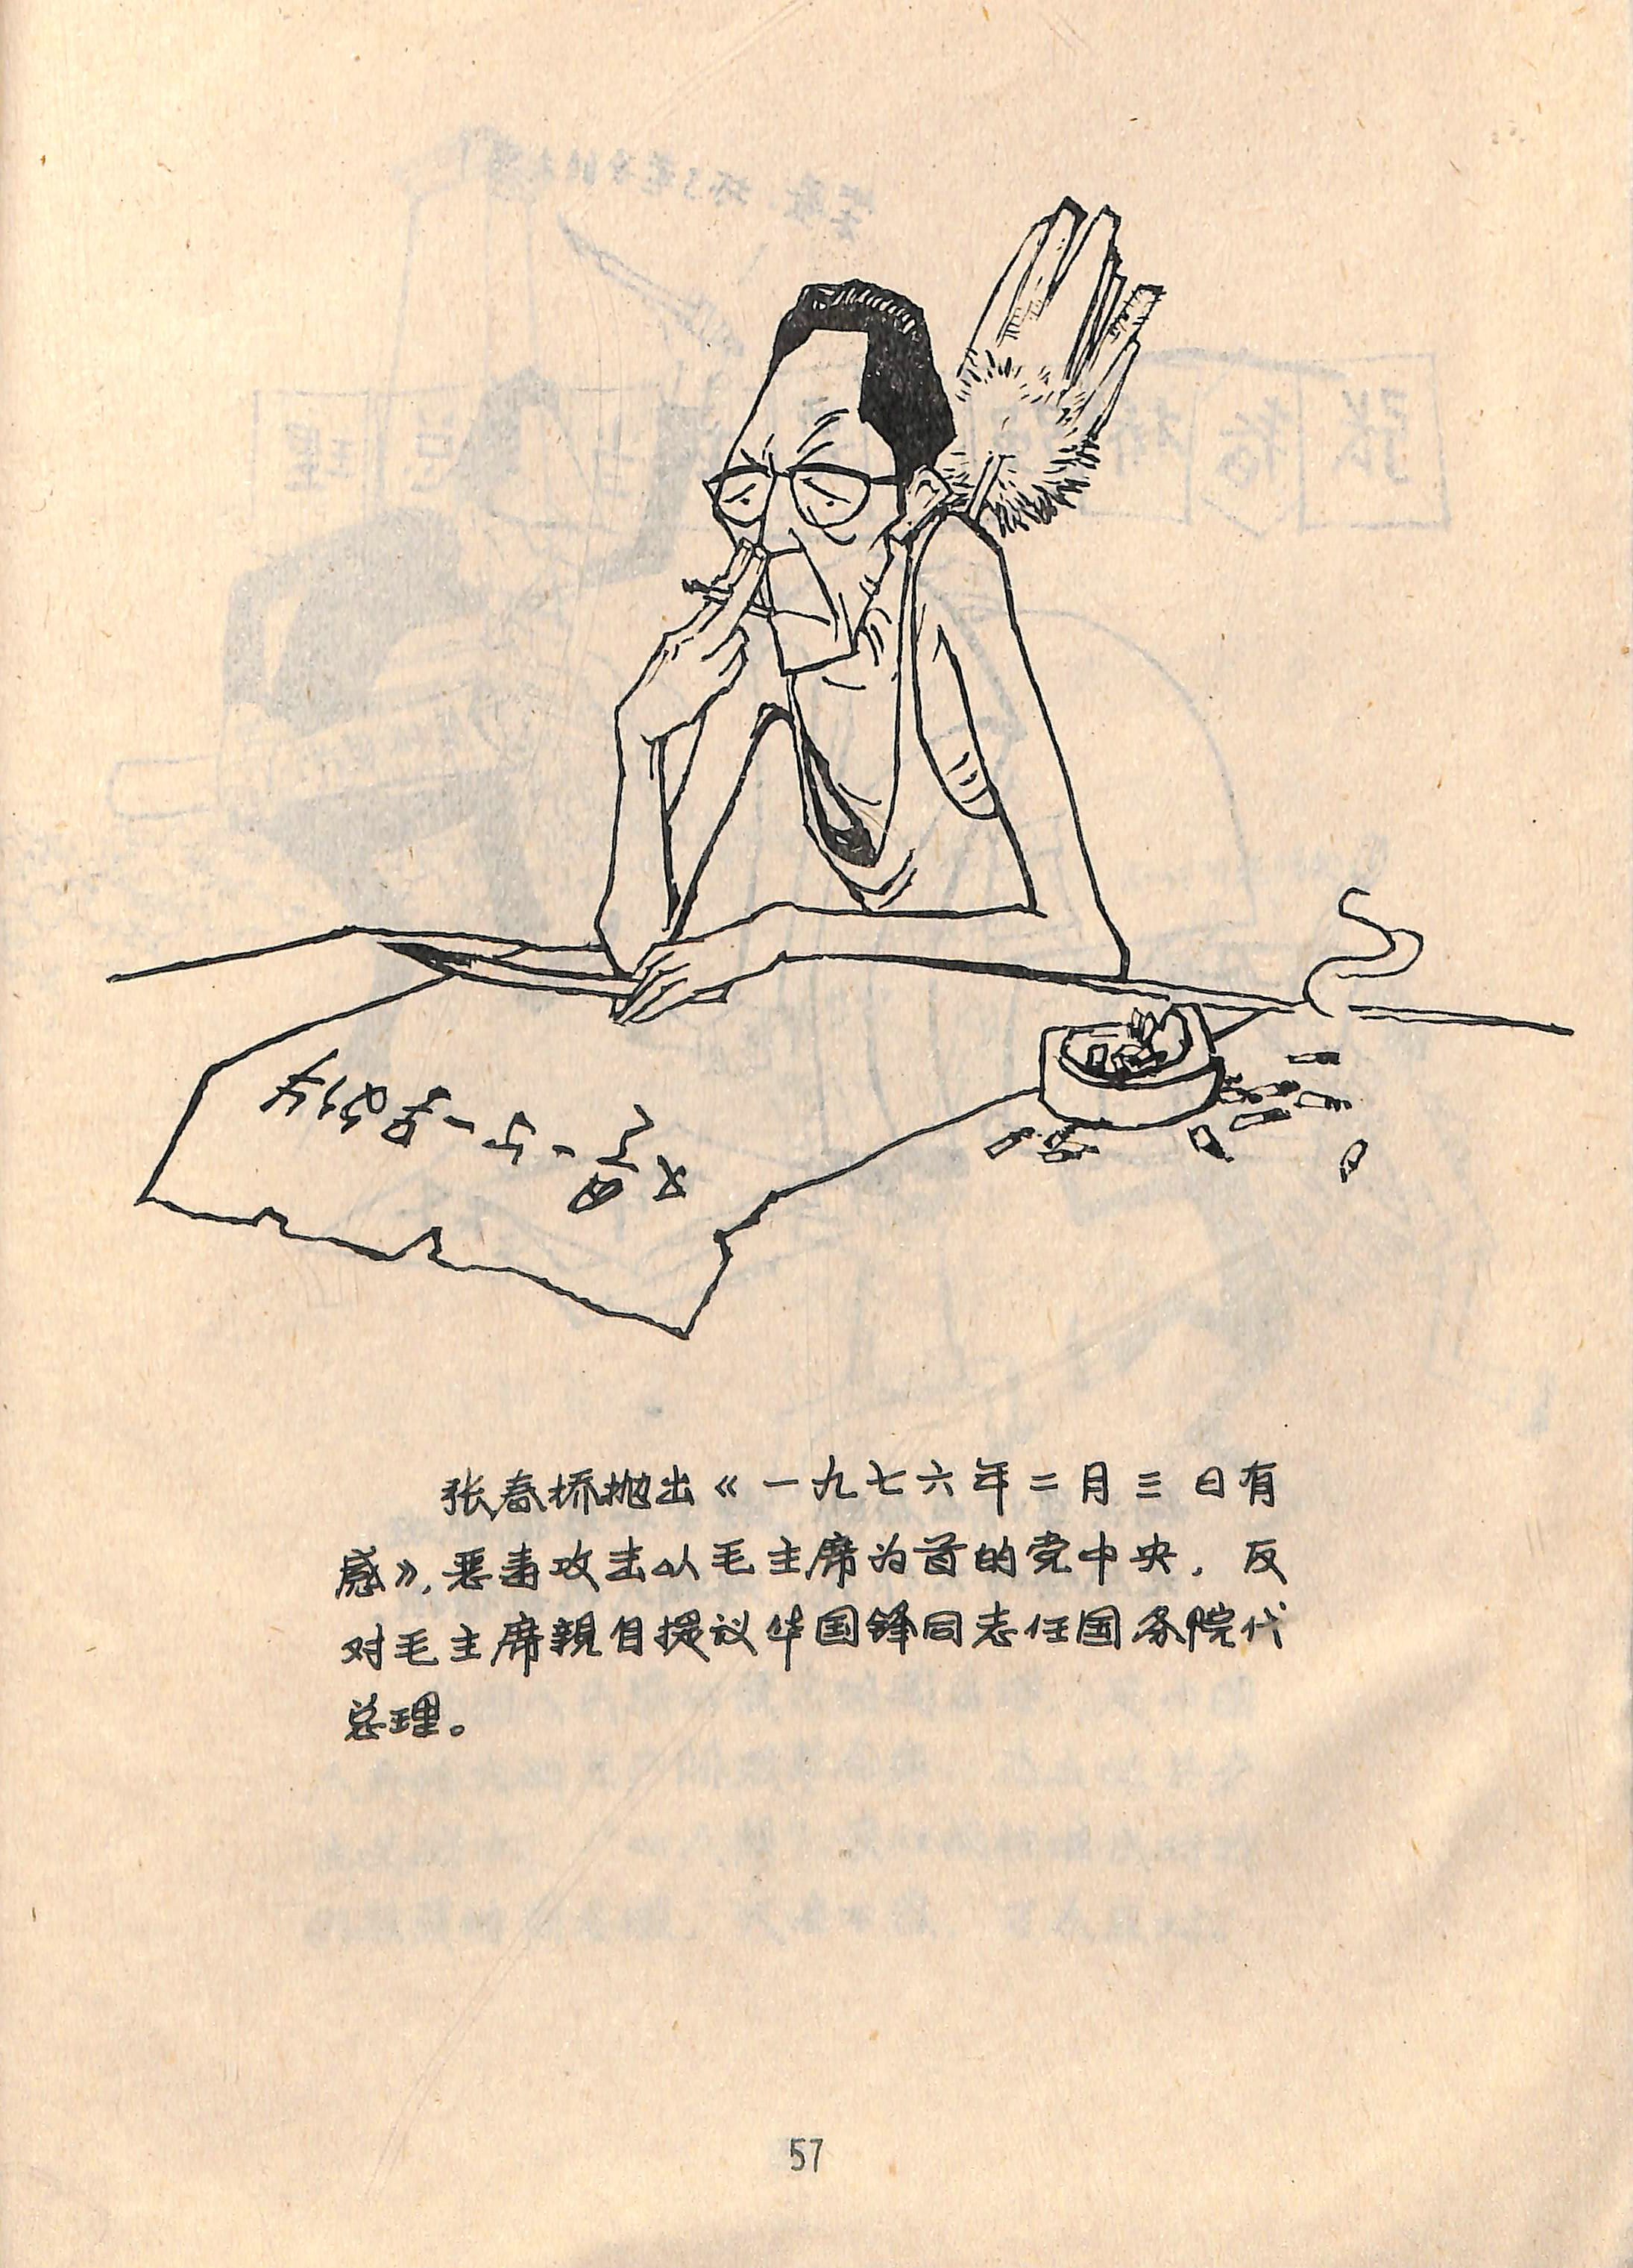 张春桥抛出《一九七六年二月三日有
感》，恶毒攻击以毛主席为首的党中央，反
对毛主席親自提议华国锋同志任国务院代
总理。
57